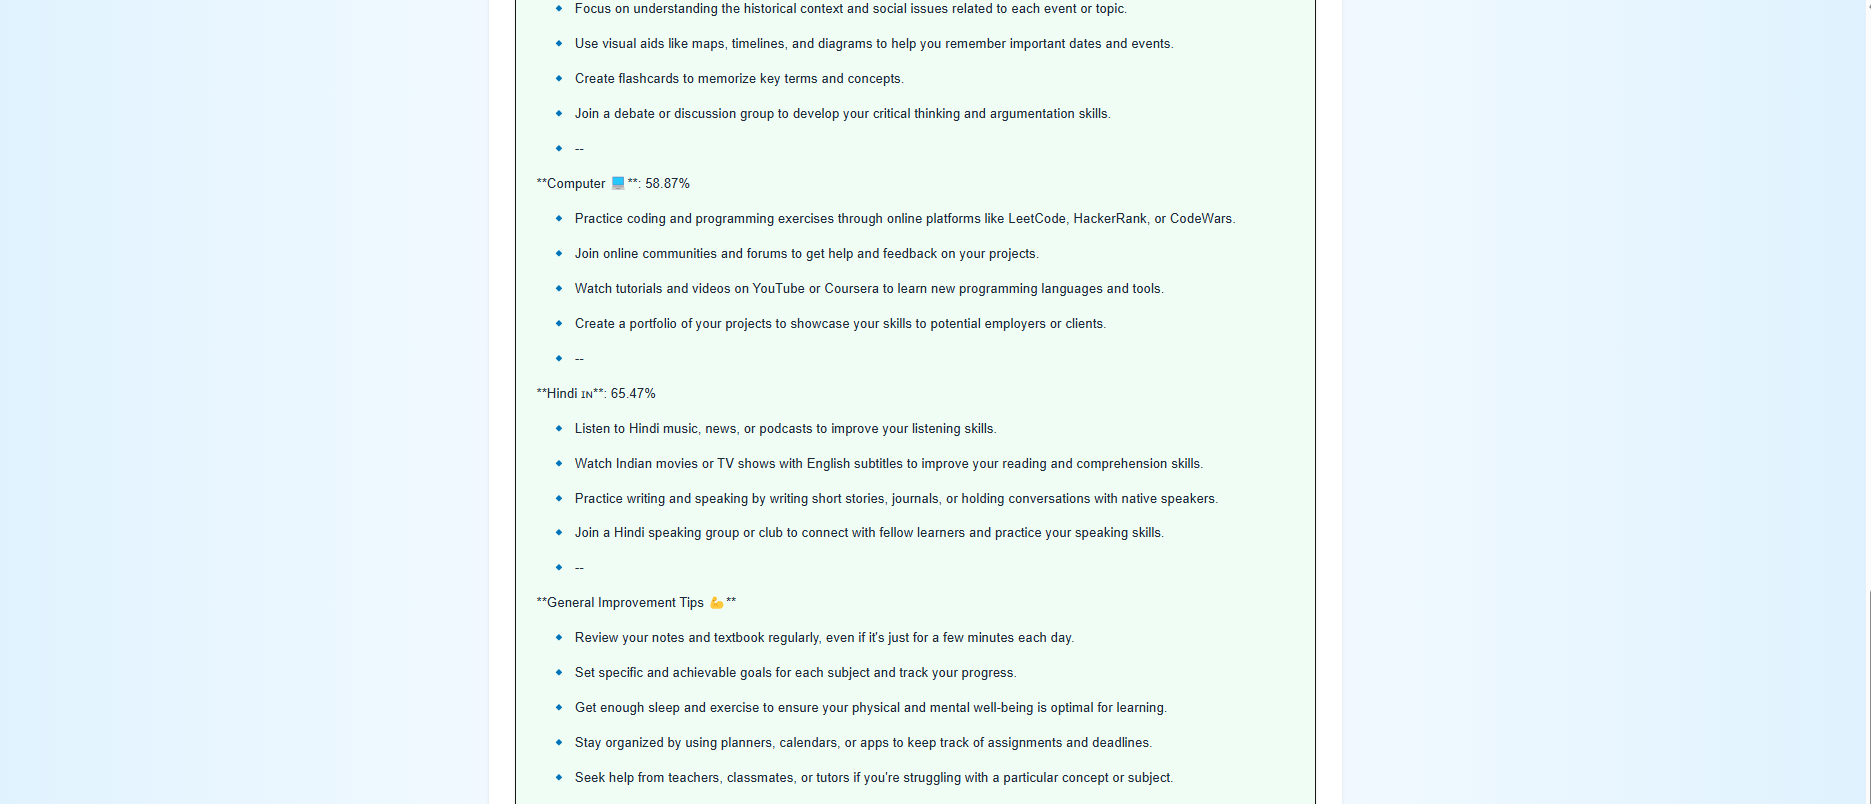 Focus on understanding the historical context and social issues related to each event or topic.
Use visual aids like maps, timelines, and diagrams to help you remember important dates and events.
Create flashcards to memorize key terms and concepts.
Join a debate or discussion group to develop your critical thinking and argumentation skills.
--
**Computer 💻**: 58.87%
Practice coding and programming exercises through online platforms like LeetCode, HackerRank, or CodeWars.
Join online communities and forums to get help and feedback on your projects.
Watch tutorials and videos on YouTube or Coursera to learn new programming languages and tools.
Create a portfolio of your projects to showcase your skills to potential employers or clients.
--
**Hindi ɪɴ**: 65.47%
Listen to Hindi music, news, or podcasts to improve your listening skills.
Watch Indian movies or TV shows with English subtitles to improve your reading and comprehension skills.
Practice writing and speaking by writing short stories, journals, or holding conversations with native speakers.
Join a Hindi speaking group or club to connect with fellow learners and practice your speaking skills.
--
**General Improvement Tips 💪**
Review your notes and textbook regularly, even if it's just for a few minutes each day.
Set specific and achievable goals for each subject and track your progress.
Get enough sleep and exercise to ensure your physical and mental well-being is optimal for learning.
Stay organized by using planners, calendars, or apps to keep track of assignments and deadlines.
Seek help from teachers, classmates, or tutors if you're struggling with a particular concept or subject.